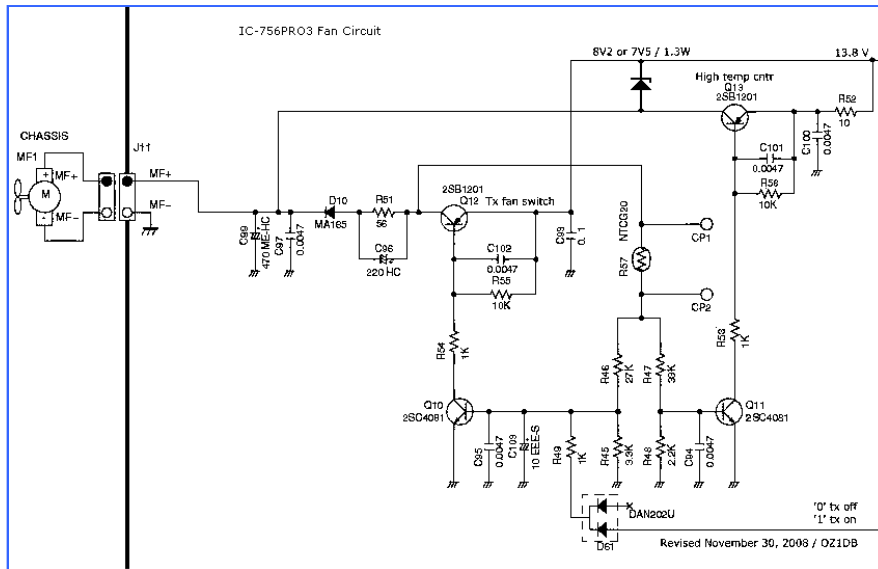 IC-756PRO3 Fan Circuit
8V2 or 7V5 / 1.3W
13.8 V
High temp cntr
Q13
2SB1201
R52
10
C100
0.0047
C101
0.0047
R56
10K
CHASSIS
MF1
MF+
MF-
M
+
-
J11
MF+
MF-
C99
470 ME-HC
C97
0.0047
D10
MA185
R51
56
C96
220 HC
2SB1201
Q12 Tx fan switch
C102
0.0047
R55
10K
C93
0.1
NTCG20
R57
CP1
CP2
R54
1K
R53
1K
R46
27K
R47
39K
Q10
2SC4081
Q11
2SC4081
C95
0.0047
C103
10 EEE-S
R49
1K
R45
3.3K
R48
2.2K
C94
0.0047
DAN202U
D61
'0' tx off
'1' tx on
Revised November 30, 2008 / OZ1DB